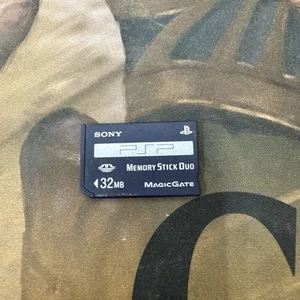 SONY
PSP
MEMORY STICK DUO
32MB
MAGICGATE
C